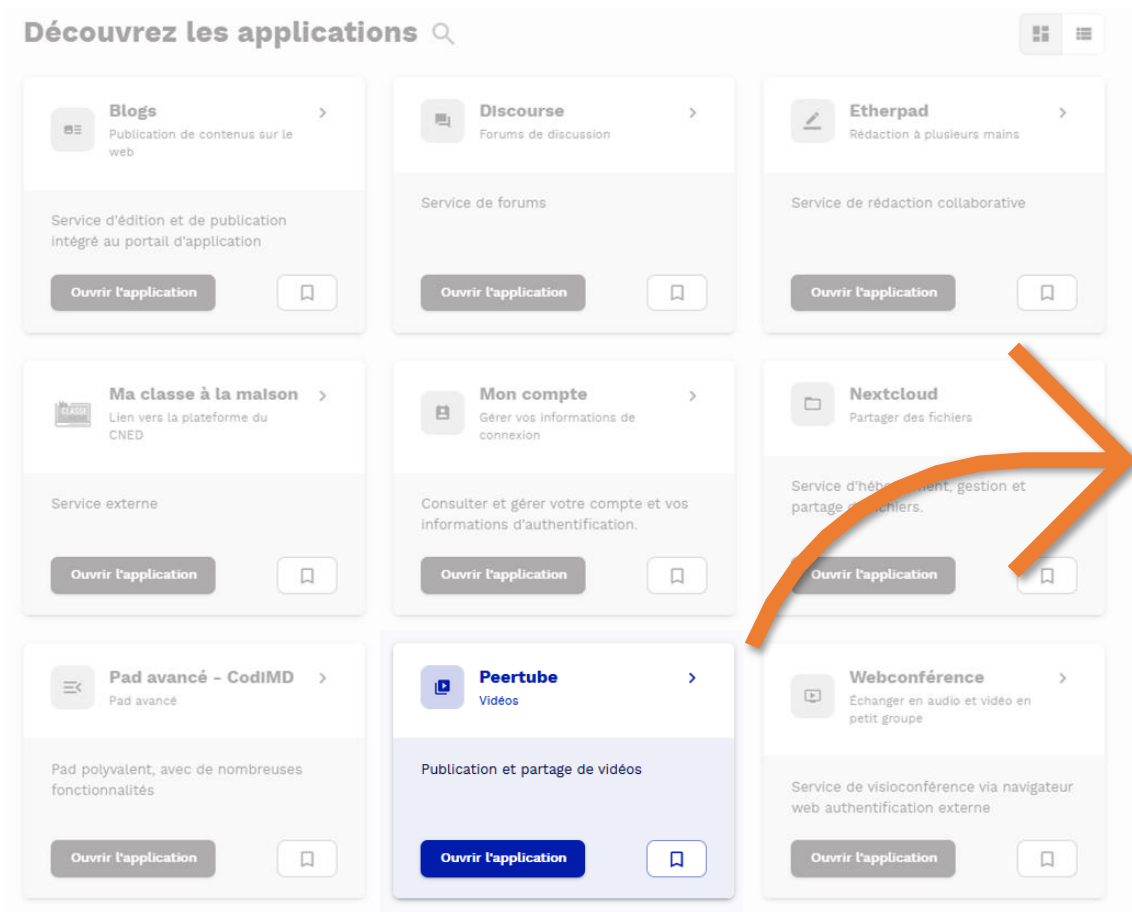 Découvrez les applications
Blogs
Publication de contenus sur le
web
Service d'édition et de publication
intégré au portail d'application
Ouvrir l'application
Discourse
Forums de discussion
Service de forums
Ouvrir l'application
Etherpad
Rédaction à plusieurs mains
Service de rédaction collaborative
Ouvrir l'application
Ma classe à la maison
Lien vers la plateforme du
CNED
CLASSE
Service externe
Ouvrir l'application
Mon compte
Gérer vos informations de
connexion
Consulter et gérer votre compte et vos
informations d'authentification.
Ouvrir l'application
Nextcloud
Partager des fichiers
Service d'hébergement, gestion et
partage de fichiers.
Ouvrir l'application
Pad avancé - CodiMD
Pad avancé
Pad polyvalent, avec de nombreuses
fonctionnalités
Ouvrir l'application
Peertube
Vidéos
Publication et partage de vidéos
Ouvrir l'application
Webconférence
Échanger en audio et vidéo en
petit groupe
Service de visioconférence via navigateur
web authentification externe
Ouvrir l'application